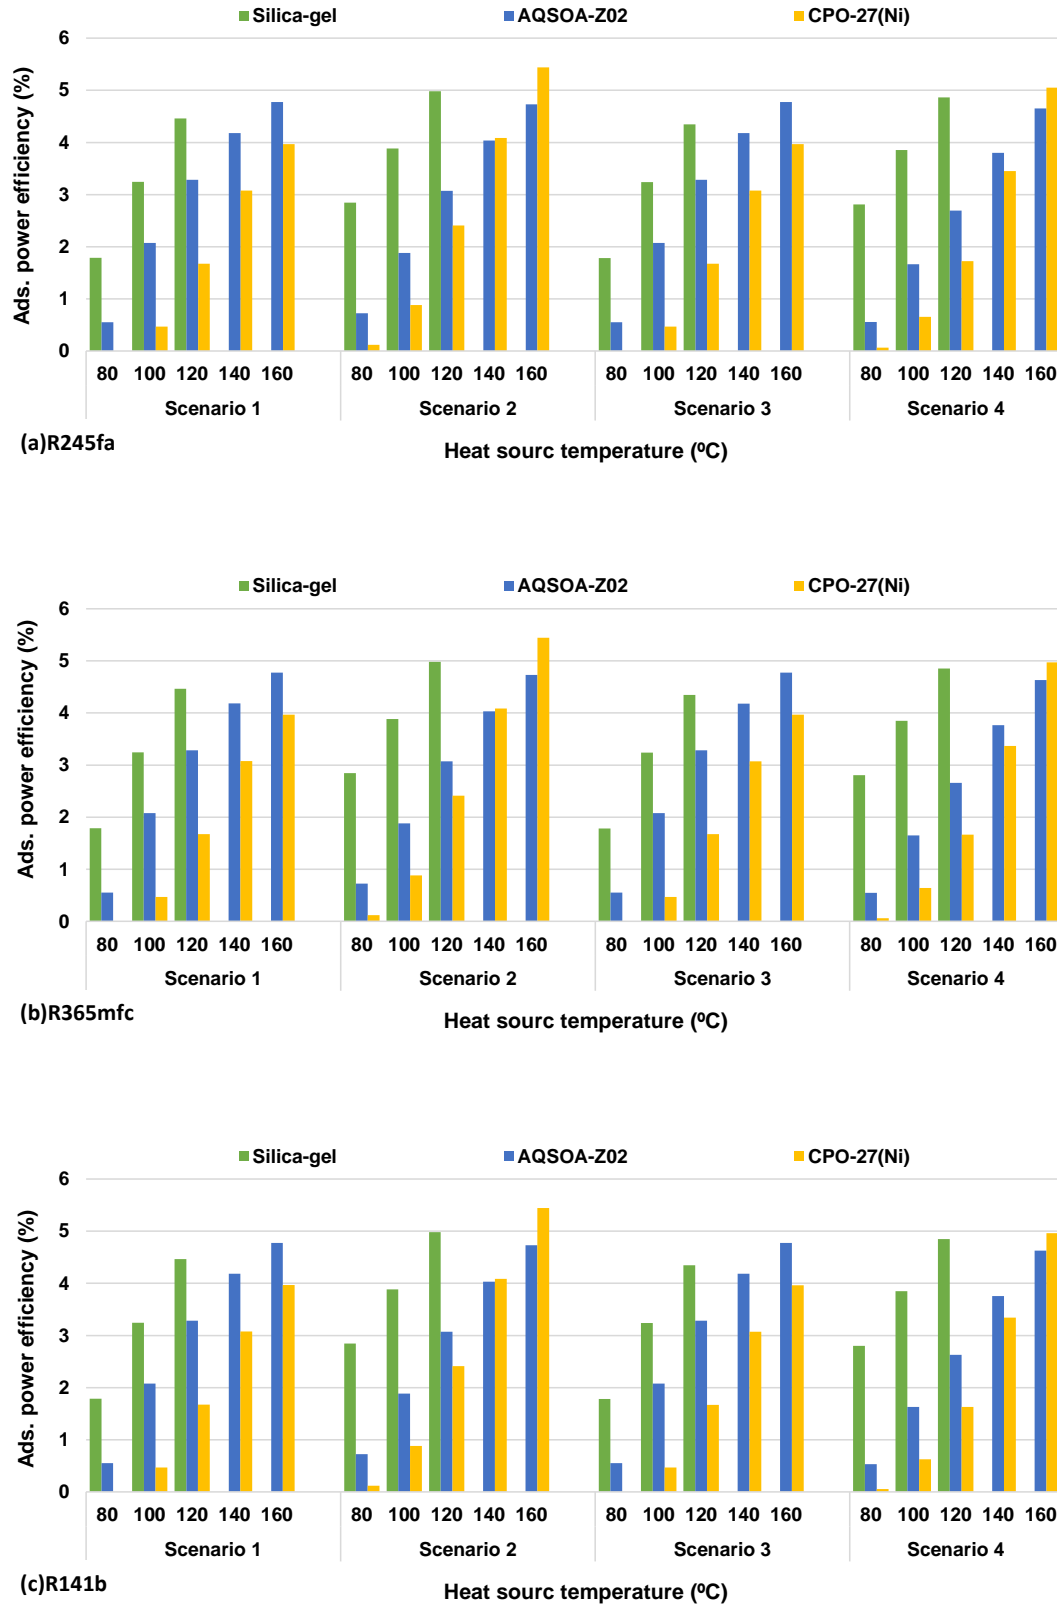 Silica-gel AQSOA-Z02 CPO-27(Ni)
Ads. power efficiency (%)
6
5
4
3
2
1
0
80 100 120 140 160 80 100 120 140 160 80 100 120 140 160 80 100 120 140 160
Scenario 1 Scenario 2 Scenario 3 Scenario 4
(a)R245fa
Heat sourc temperature (⁰C)
Silica-gel AQSOA-Z02 CPO-27(Ni)
Ads. power efficiency (%)
6
5
4
3
2
1
0
80 100 120 140 160 80 100 120 140 160 80 100 120 140 160 80 100 120 140 160
Scenario 1 Scenario 2 Scenario 3 Scenario 4
(b)R365mfc
Heat sourc temperature (⁰C)
Silica-gel AQSOA-Z02 CPO-27(Ni)
Ads. power efficiency (%)
6
5
4
3
2
1
0
80 100 120 140 160 80 100 120 140 160 80 100 120 140 160 80 100 120 140 160
Scenario 1 Scenario 2 Scenario 3 Scenario 4
(c)R141b
Heat sourc temperature (⁰C)